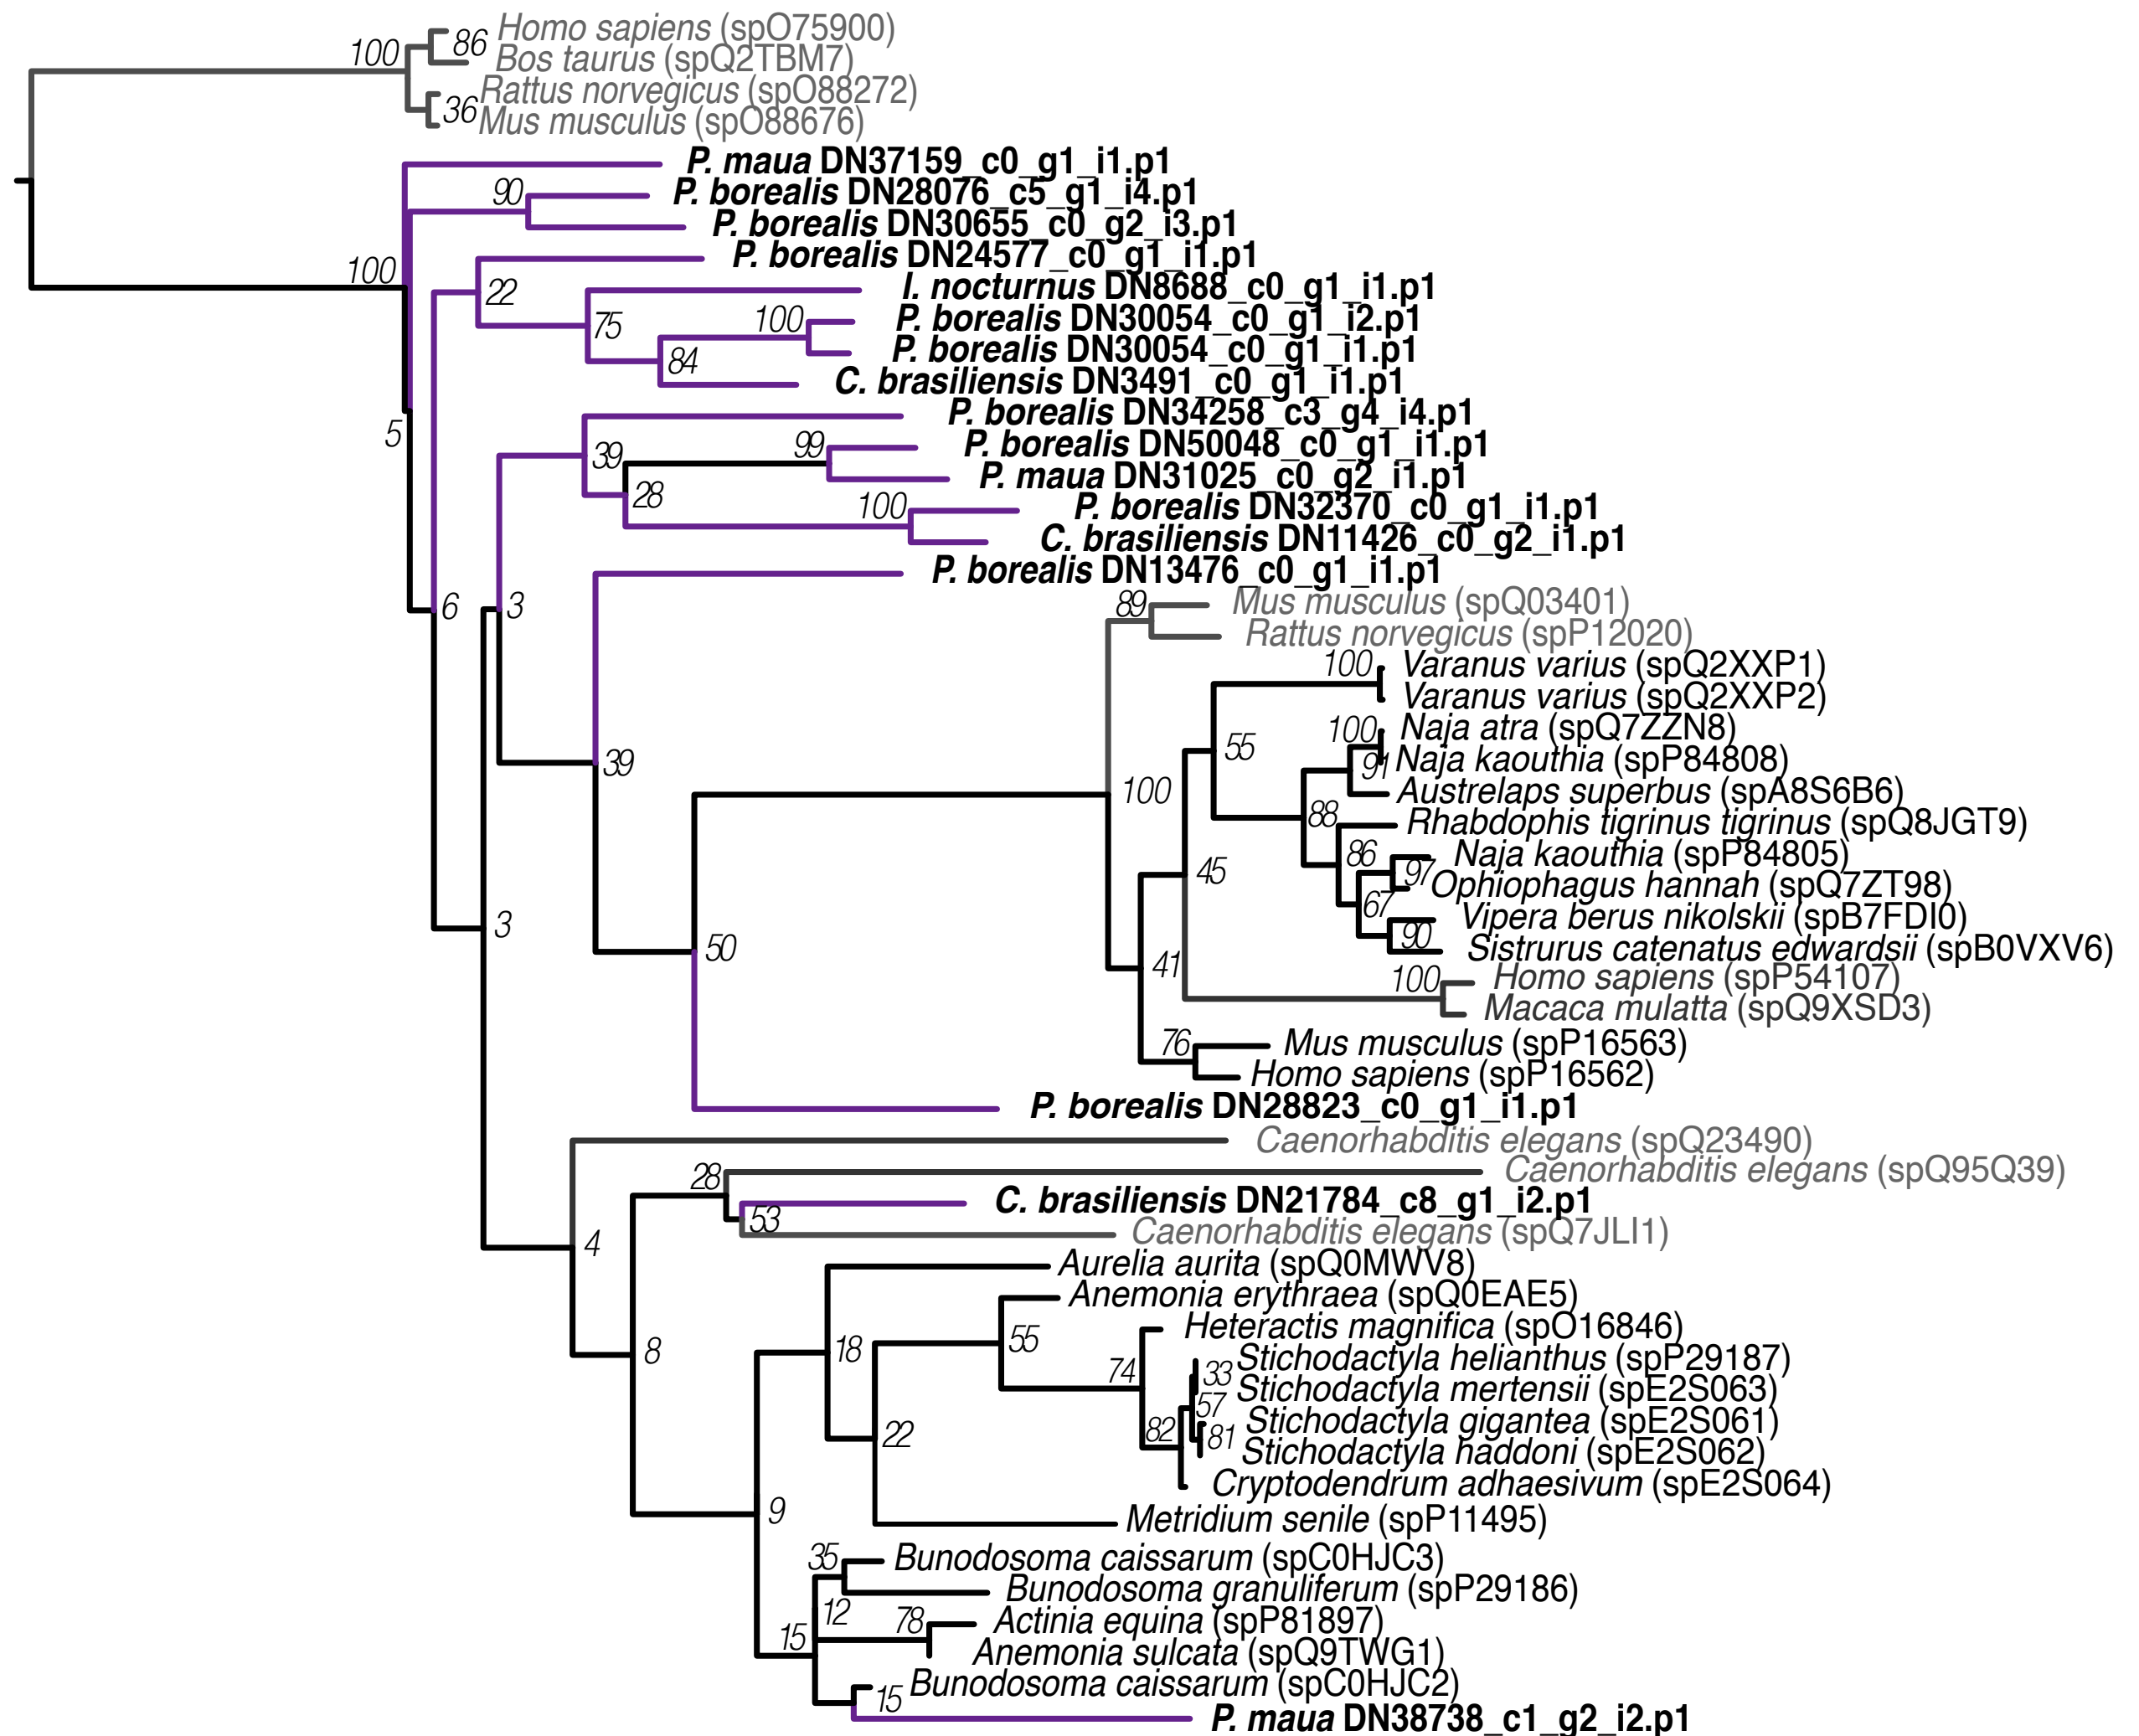 Homo sapiens (spO75900)
100
86
Bos taurus (spQ2TBM7)
Rattus norvegicus (spO88272)
36
Mus musculus (spO88676)
P. maua DN37159_c0_g1_i1.p1
90
P. borealis DN28076_c5_g1_i4.p1
P. borealis DN30655_c0_g2_i3.p1
P. borealis DN24577_c0_g1_i1.p1
100
22
I. nocturnus DN8688_c0_g1_i1.p1
75
100
P. borealis DN30054_c0_g1_i2.p1
P. borealis DN30054_c0_g1_i1.p1
84
C. brasiliensis DN3491_c0_g1_i1.p1
P. borealis DN34258_c3_g4_i4.p1
5
39
99
P. borealis DN50048_c0_g1_i1.p1
P. maua DN31025_c0_g2_i1.p1
28
100
P. borealis DN32370_c0_g1_i1.p1
C. brasiliensis DN11426_c0_g2_i1.p1
P. borealis DN13476_c0_g1_i1.p1
6
3
89
Mus musculus (spQ03401)
Rattus norvegicus (spP12020)
100
Varanus varius (spQ2XXP1)
Varanus varius (spQ2XXP2)
100
Naja atra (spQ7ZZN8)
39
55
91
Naja kaouthia (spP84808)
100
Austrelaps superbus (spA8S6B6)
88
Rhabdophis tigrinus tigrinus (spQ8JGT9)
86
Naja kaouthia (spP84805)
45
97
Ophiophagus hannah (spQ7ZT98)
67
Vipera berus nikolskii (spB7FDI0)
3
50
90
Sistrurus catenatus edwardsii (spB0VXV6)
41
100
Homo sapiens (spP54107)
Macaca mulatta (spQ9XSD3)
76
Mus musculus (spP16563)
Homo sapiens (spP16562)
P. borealis DN28823_c0_g1_i1.p1
Caenorhabditis elegans (spQ23490)
28
Caenorhabditis elegans (spQ95Q39)
C. brasiliensis DN21784_c8_g1_i2.p1
53
Caenorhabditis elegans (spQ7JLI1)
4
Aurelia aurita (spQ0MWV8)
Anemonia erythraea (spQ0EAE5)
Heteractis magnifica (spO16846)
8
18
55
74
33
Stichodactyla helianthus (spP29187)
Stichodactyla mertensii (spE2S063)
57
Stichodactyla gigantea (spE2S061)
22
82
81
Stichodactyla haddoni (spE2S062)
Cryptodendrum adhaesivum (spE2S064)
9
Metridium senile (spP11495)
35
Bunodosoma caissarum (spC0HJC3)
Bunodosoma granuliferum (spP29186)
12
78
Actinia equina (spP81897)
15
Anemonia sulcata (spQ9TWG1)
15
Bunodosoma caissarum (spC0HJC2)
P. maua DN38738_c1_g2_i2.p1